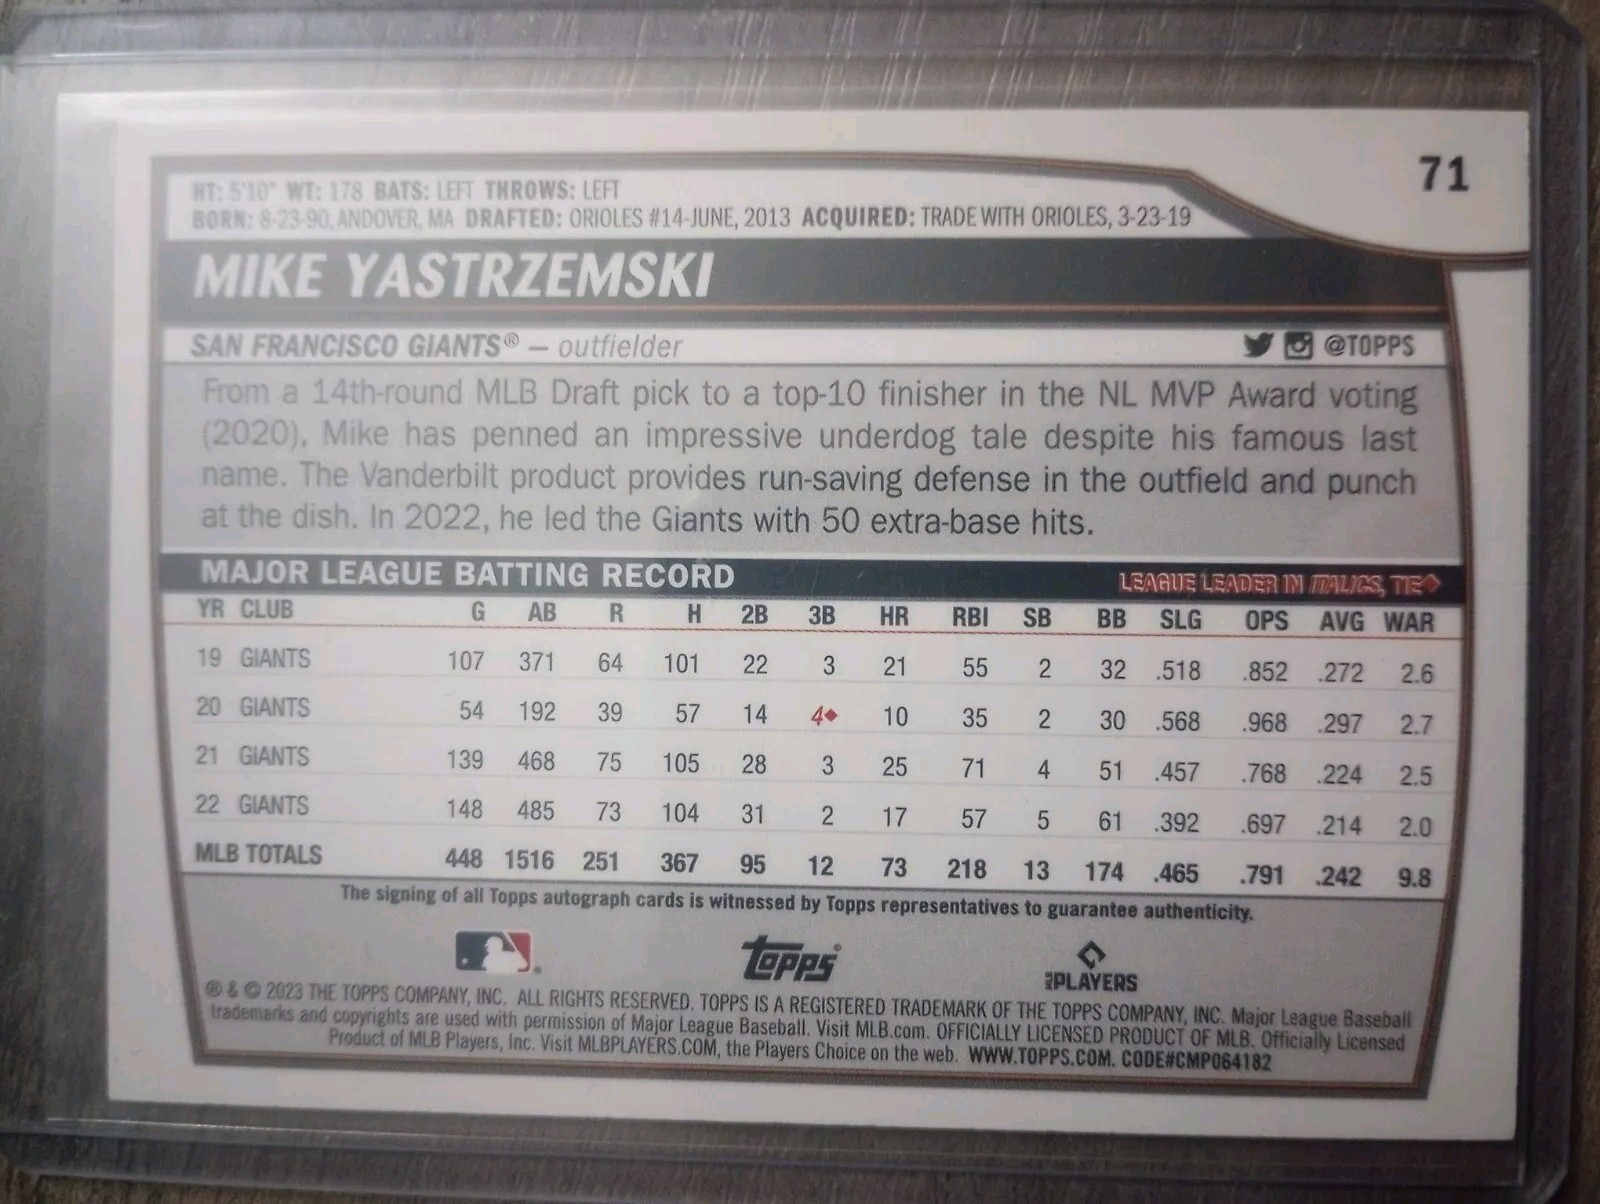 71
HT: 5'10" WT: 178 BATS: LEFT THROWS: LEFT
BORN: 8-23-90, ANDOVER, MA DRAFTED: ORIOLES #14-JUNE, 2013 ACQUIRED: TRADE WITH ORIOLES, 3-23-19
MIKE YASTRZEMSKI
SAN FRANCISCO GIANTS® – outfielder @TOPPS
From a 14th-round MLB Draft pick to a top-10 finisher in the NL MVP Award voting
(2020), Mike has penned an impressive underdog tale despite his famous last
name. The Vanderbilt product provides run-saving defense in the outfield and punch
at the dish. In 2022, he led the Giants with 50 extra-base hits.
MAJOR LEAGUE BATTING RECORD LEAGUE LEADER IN ITALICS, TIE◆
YR CLUB G AB R H 2B 3B HR RBI SB BB SLG OPS AVG WAR
19 GIANTS 107 371 64 101 22 3 21 55 2 32 .518 .852 .272 2.6
20 GIANTS 54 192 39 57 14 4◆ 10 35 2 30 .568 .968 .297 2.7
21 GIANTS 139 468 75 105 28 3 25 71 4 51 .457 .768 .224 2.5
22 GIANTS 148 485 73 104 31 2 17 57 5 61 .392 .697 .214 2.0
MLB TOTALS 448 1516 251 367 95 12 73 218 13 174 .465 .791 .242 9.8
The signing of all Topps autograph cards is witnessed by Topps representatives to guarantee authenticity.
Topps®
MLB PLAYERS
® & © 2023 THE TOPPS COMPANY, INC. ALL RIGHTS RESERVED. TOPPS IS A REGISTERED TRADEMARK OF THE TOPPS COMPANY, INC. Major League Baseball
trademarks and copyrights are used with permission of Major League Baseball. Visit MLB.com. OFFICIALLY LICENSED PRODUCT OF MLB. Officially Licensed
Product of MLB Players, Inc. Visit MLBPLAYERS.COM, the Players Choice on the web. WWW.TOPPS.COM. CODE#CMP064182